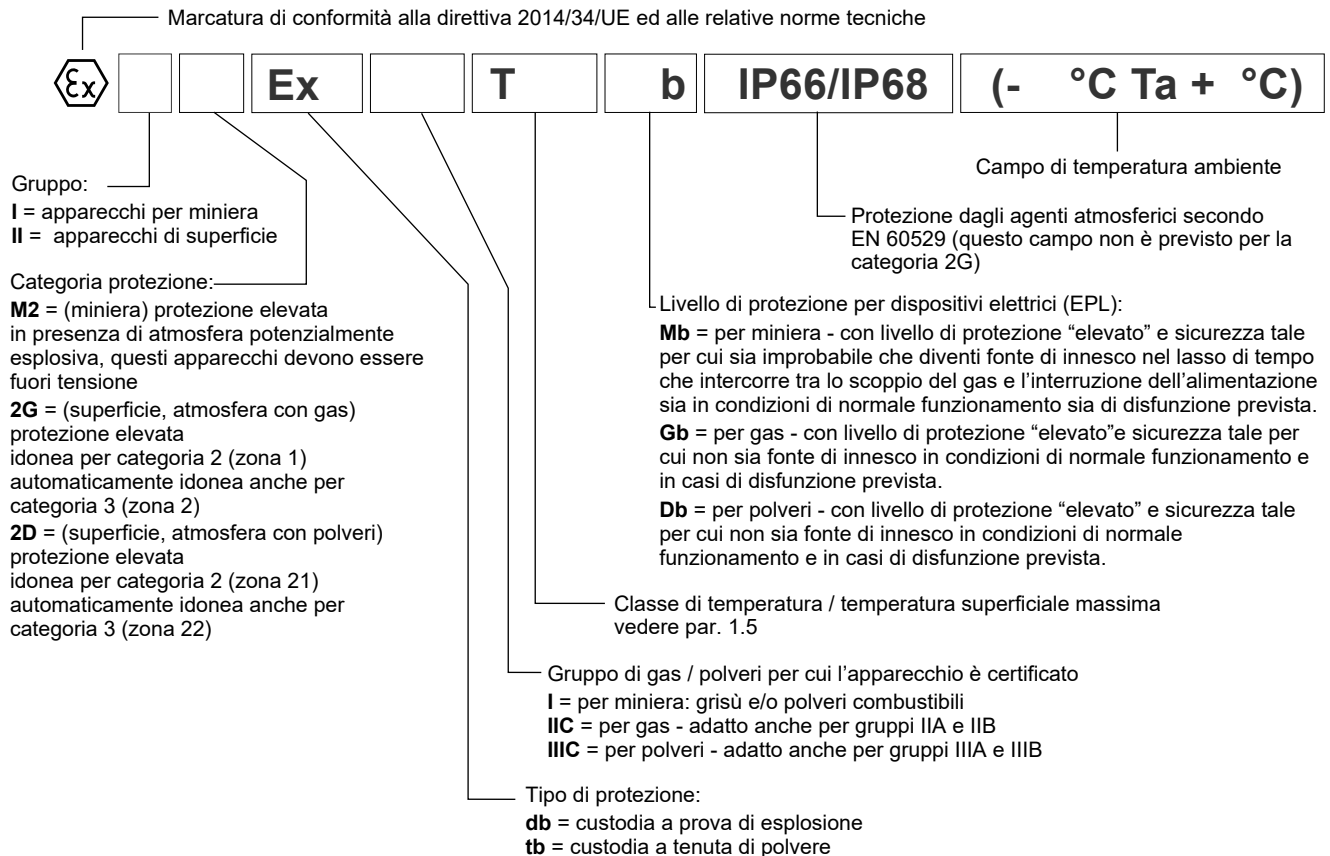 Marcatura di conformità alla direttiva 2014/34/UE ed alle relative norme tecniche
Ex Ex T b IP66/IP68 (- °C Ta + °C)
Campo di temperatura ambiente
Gruppo:
I = apparecchi per miniera
II = apparecchi di superficie
Protezione dagli agenti atmosferici secondo
EN 60529 (questo campo non è previsto per la
categoria 2G)
Categoria protezione:
M2 = (miniera) protezione elevata
in presenza di atmosfera potenzialmente
esplosiva, questi apparecchi devono essere
fuori tensione
2G = (superficie, atmosfera con gas)
protezione elevata
idonea per categoria 2 (zona 1)
automaticamente idonea anche per
categoria 3 (zona 2)
2D = (superficie, atmosfera con polveri)
protezione elevata
idonea per categoria 2 (zona 21)
automaticamente idonea anche per
categoria 3 (zona 22)
Livello di protezione per dispositivi elettrici (EPL):
Mb = per miniera - con livello di protezione “elevato” e sicurezza tale
per cui sia improbabile che diventi fonte di innesco nel lasso di tempo
che intercorre tra lo scoppio del gas e l’interruzione dell’alimentazione
sia in condizioni di normale funzionamento sia di disfunzione prevista.
Gb = per gas - con livello di protezione “elevato”e sicurezza tale per
cui non sia fonte di innesco in condizioni di normale funzionamento e
in casi di disfunzione prevista.
Db = per polveri - con livello di protezione “elevato” e sicurezza tale
per cui non sia fonte di innesco in condizioni di normale
funzionamento e in casi di disfunzione prevista.
Classe di temperatura / temperatura superficiale massima
vedere par. 1.5
Gruppo di gas / polveri per cui l’apparecchio è certificato
I = per miniera: grisù e/o polveri combustibili
IIC = per gas - adatto anche per gruppi IIA e IIB
IIIC = per polveri - adatto anche per gruppi IIIA e IIIB
Tipo di protezione:
db = custodia a prova di esplosione
tb = custodia a tenuta di polvere